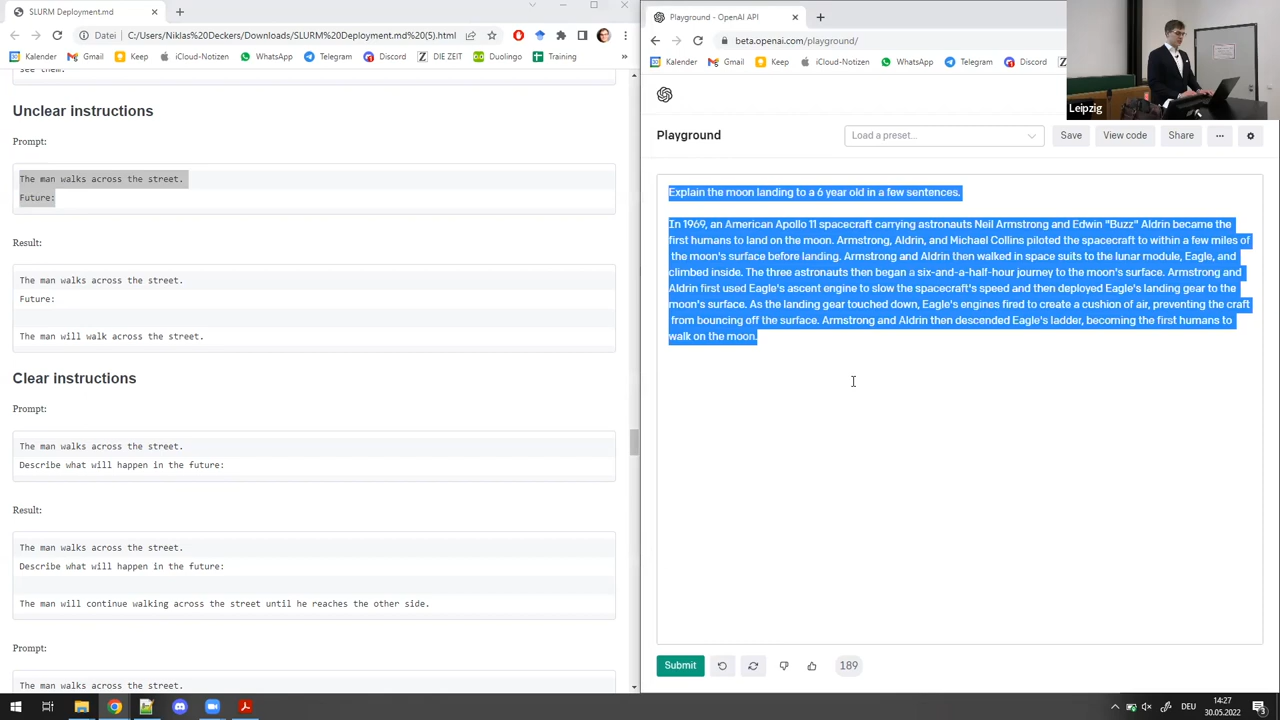 SLURM Deployment.md
Datei
C:/Users/Niklas%20Deckers/Downloads/SLURM%20Deployment.md%20(5).html
Kalender
Gmail
Keep
iCloud-Notizen
WhatsApp
Telegram
Discord
DIE ZEIT
Duolingo
Training
see them.
Unclear instructions
Prompt:
The man walks across the street.
Future:
Result:
The man walks across the street.
Future:
The man will walk across the street.
Clear instructions
Prompt:
The man walks across the street.
Describe what will happen in the future:
Result:
The man walks across the street.
Describe what will happen in the future:
The man will continue walking across the street until he reaches the other side.
Prompt:
The man walks across the street.
Playground - OpenAI API
beta.openai.com/playground/
Kalender
Gmail
Keep
iCloud-Notizen
WhatsApp
Telegram
Discord
Leipzig
Playground
Load a preset...
Save
View code
Share
Explain the moon landing to a 6 year old in a few sentences.
In 1969, an American Apollo 11 spacecraft carrying astronauts Neil Armstrong and Edwin "Buzz" Aldrin became the
first humans to land on the moon. Armstrong, Aldrin, and Michael Collins piloted the spacecraft to within a few miles of
the moon's surface before landing. Armstrong and Aldrin then walked in space suits to the lunar module, Eagle, and
climbed inside. The three astronauts then began a six-and-a-half-hour journey to the moon's surface. Armstrong and
Aldrin first used Eagle's ascent engine to slow the spacecraft's speed and then deployed Eagle's landing gear to the
moon's surface. As the landing gear touched down, Eagle's engines fired to create a cushion of air, preventing the craft
from bouncing off the surface. Armstrong and Aldrin then descended Eagle's ladder, becoming the first humans to
walk on the moon.
Submit
189
DEU
14:27
30.05.2022
3